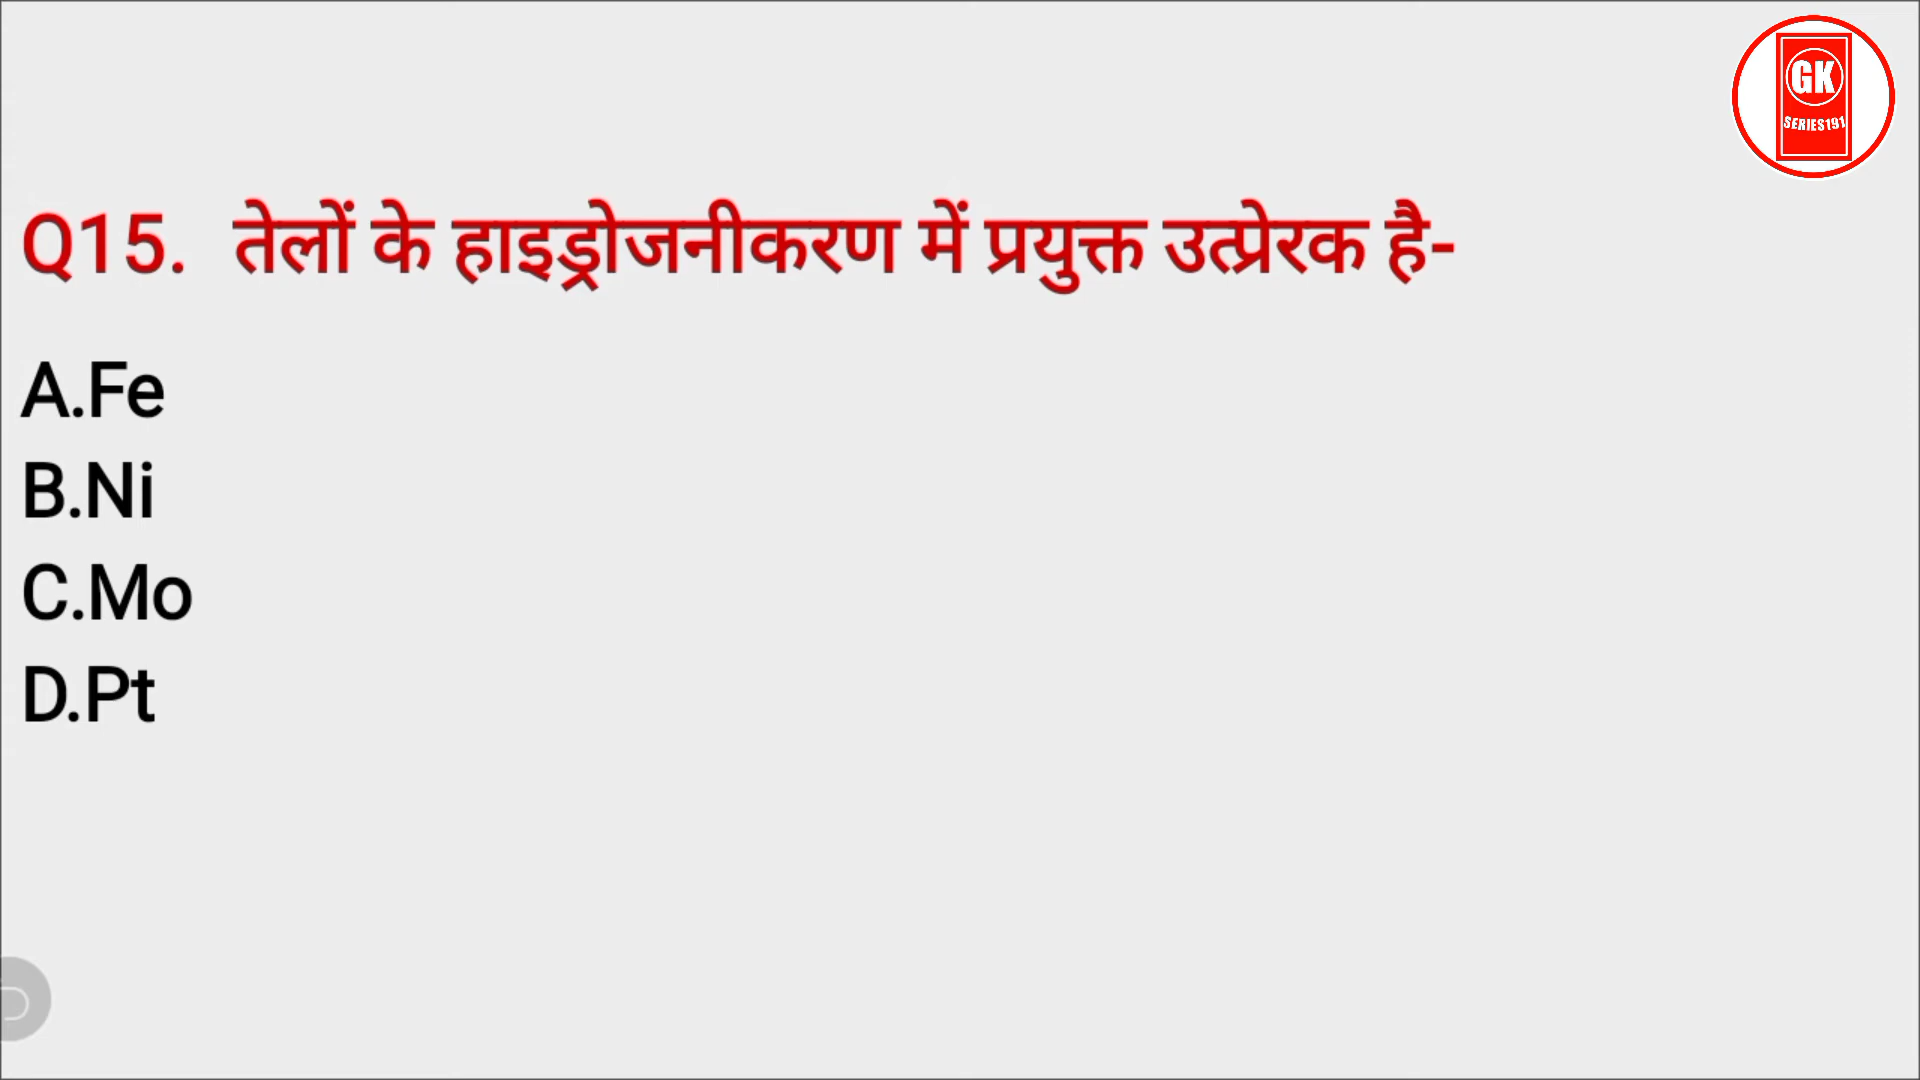 GK
SERIES191
Q15. तेलों के हाइड्रोजनीकरण में प्रयुक्त उत्प्रेरक है-
A.Fe
B.Ni
C.Mo
D.Pt